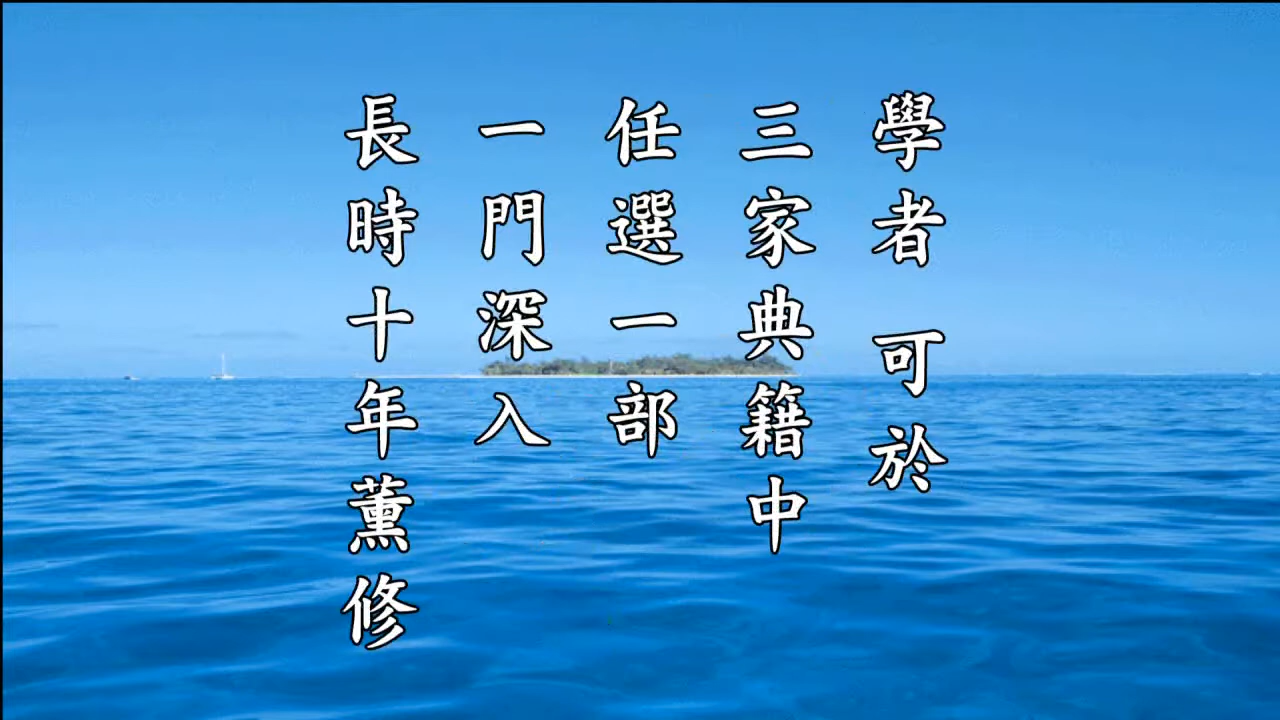 學者 可於
三家典籍中
任選一部
一門深入
長時十年薰修